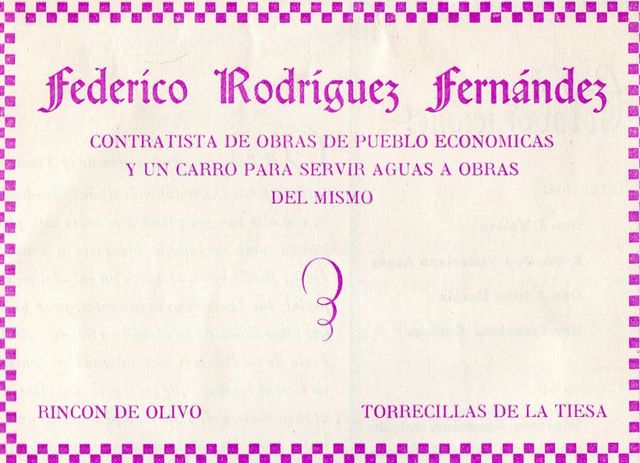 Federico Rodríguez Fernández
CONTRATISTA DE OBRAS DE PUEBLO ECONOMICAS
Y UN CARRO PARA SERVIR AGUAS A OBRAS
DEL MISMO
RINCON DE OLIVO
TORRECILLAS DE LA TIESA